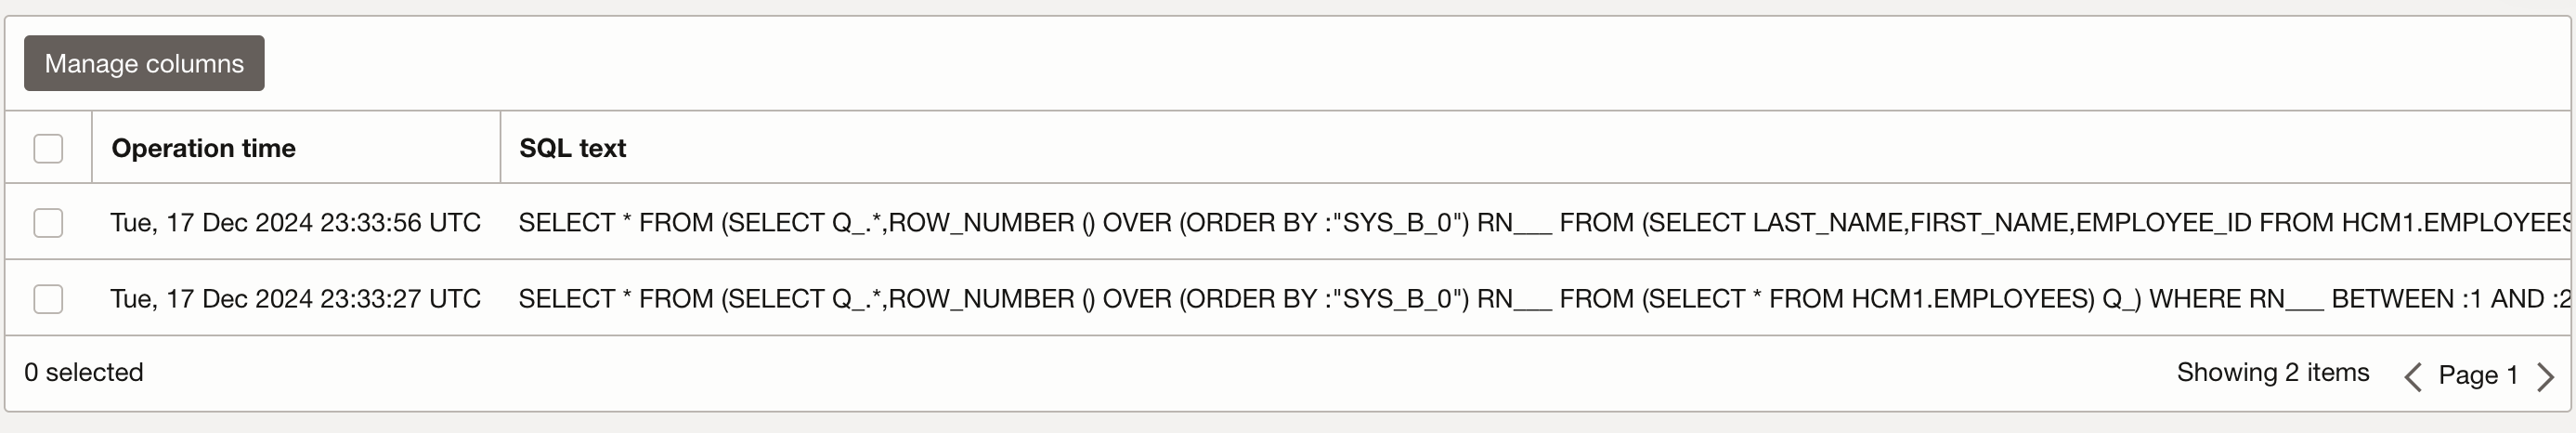 Manage columns
Operation time SQL text
Tue, 17 Dec 2024 23:33:56 UTC SELECT * FROM (SELECT Q_.*,ROW_NUMBER () OVER (ORDER BY :"SYS_B_0") RN___ FROM (SELECT LAST_NAME,FIRST_NAME,EMPLOYEE_ID FROM HCM1.EMPLOYEES
Tue, 17 Dec 2024 23:33:27 UTC SELECT * FROM (SELECT Q_.*,ROW_NUMBER () OVER (ORDER BY :"SYS_B_0") RN___ FROM (SELECT * FROM HCM1.EMPLOYEES) Q_) WHERE RN___ BETWEEN :1 AND :2
0 selected Showing 2 items Page 1